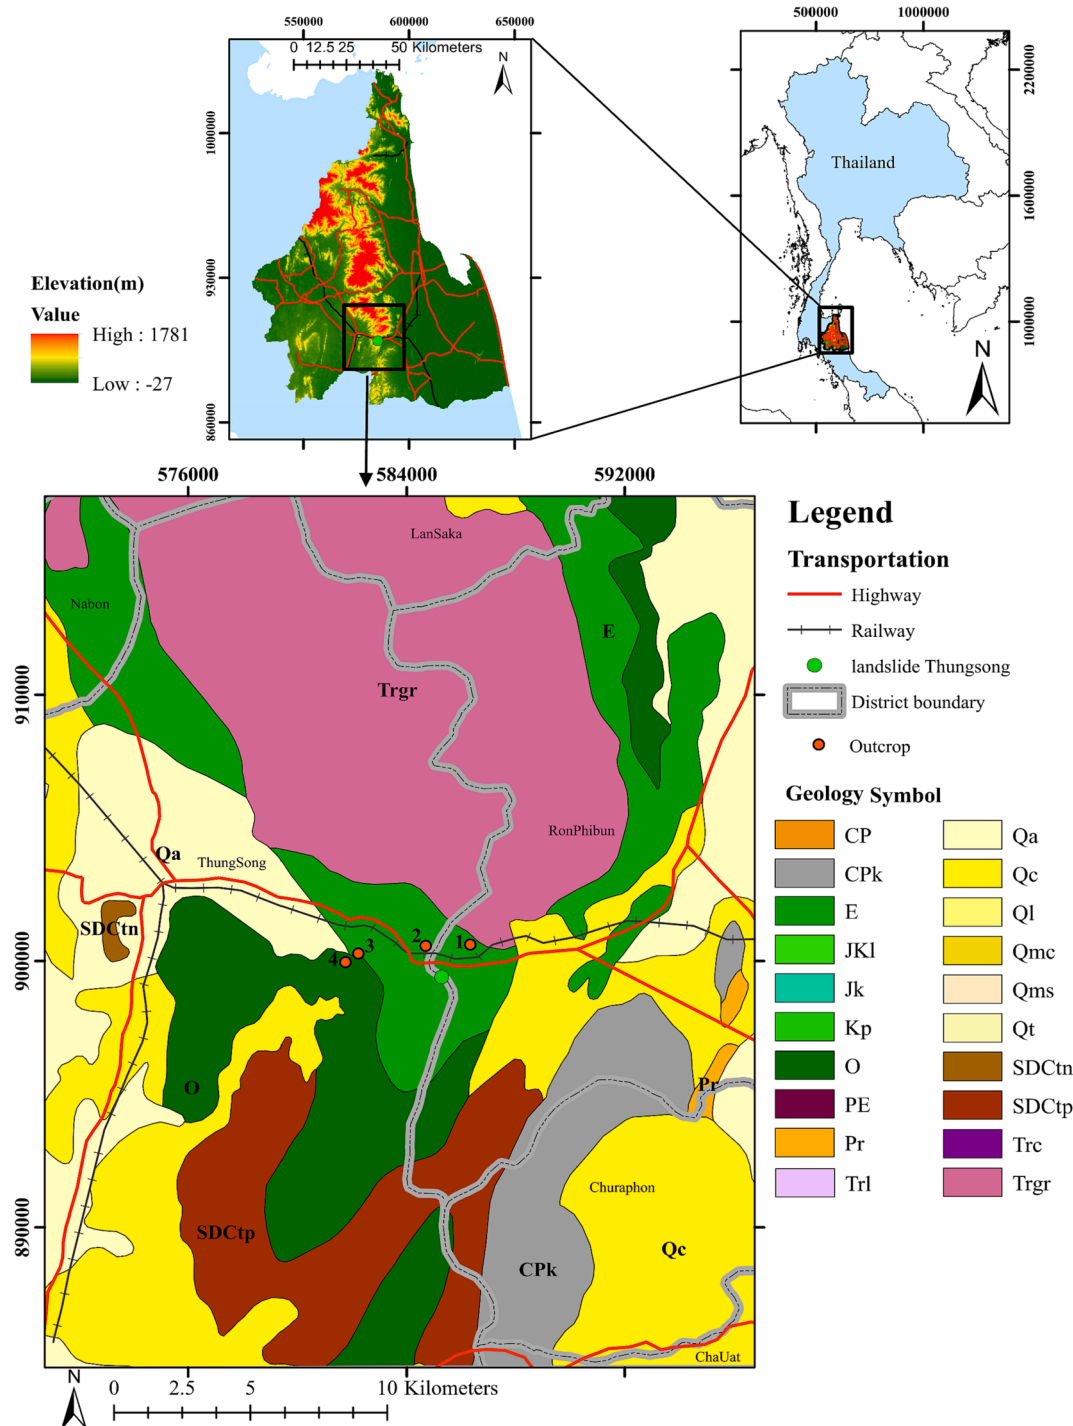 550000 600000 650000
0 12.5 25 50 Kilometers
N
1000000
930000
860000
Elevation(m)
Value
High : 1781
Low : -27
500000 1000000
2200000
1600000
1000000
Thailand
N
576000 584000 592000
910000
900000
890000
LanSaka
Nabon
E
Trgr
RonPhibun
Qa
ThungSong
SDCtn
1
2
3
4
O
Pr
Churaphon
SDCtp
CPk
Qc
ChaUat
N
0 2.5 5 10 Kilometers
Legend
Transportation
Highway
Railway
landslide Thungsong
District boundary
Outcrop
Geology Symbol
CP Qa
CPk Qc
E Ql
JKl Qmc
Jk Qms
Kp Qt
O SDCtn
PE SDCtp
Pr Trc
Trl Trgr